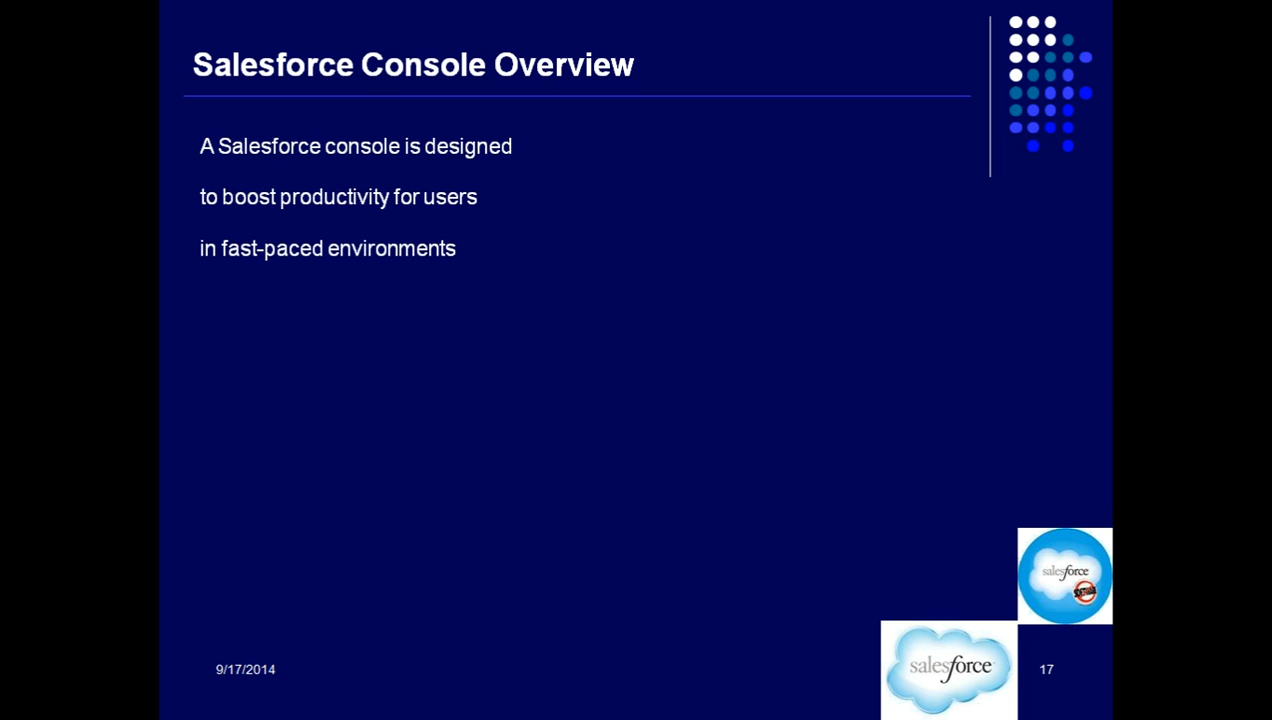 Salesforce Console Overview
A Salesforce console is designed
to boost productivity for users
in fast-paced environments
salesforce
SOFTWARE
9/17/2014
salesforce
17